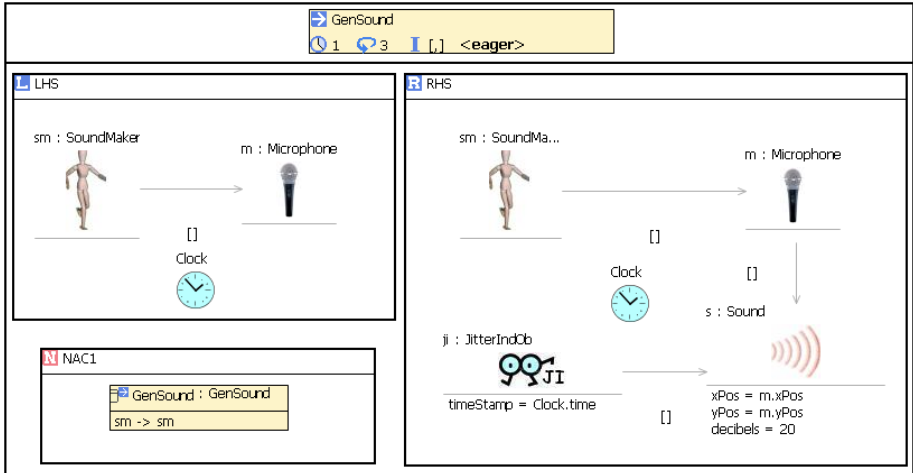 GenSound
1 3 I [,] <eager>
L LHS
sm : SoundMaker
m : Microphone
[]
Clock
N NAC1
GenSound : GenSound
sm -> sm
R RHS
sm : SoundMa...
m : Microphone
[]
Clock
[]
s : Sound
ji : JitterIndOb
JI
timeStamp = Clock.time
[]
xPos = m.xPos
yPos = m.yPos
decibels = 20